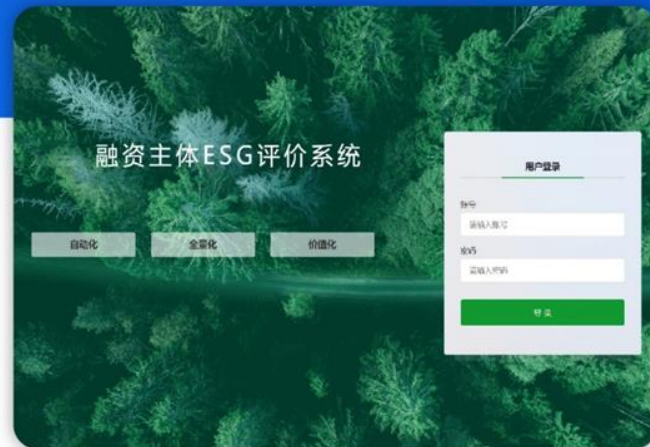 融资主体ESG评价系统
自动化
全量化
价值化
用户登录
账号
请输入账号
密码
请输入密码
登 录